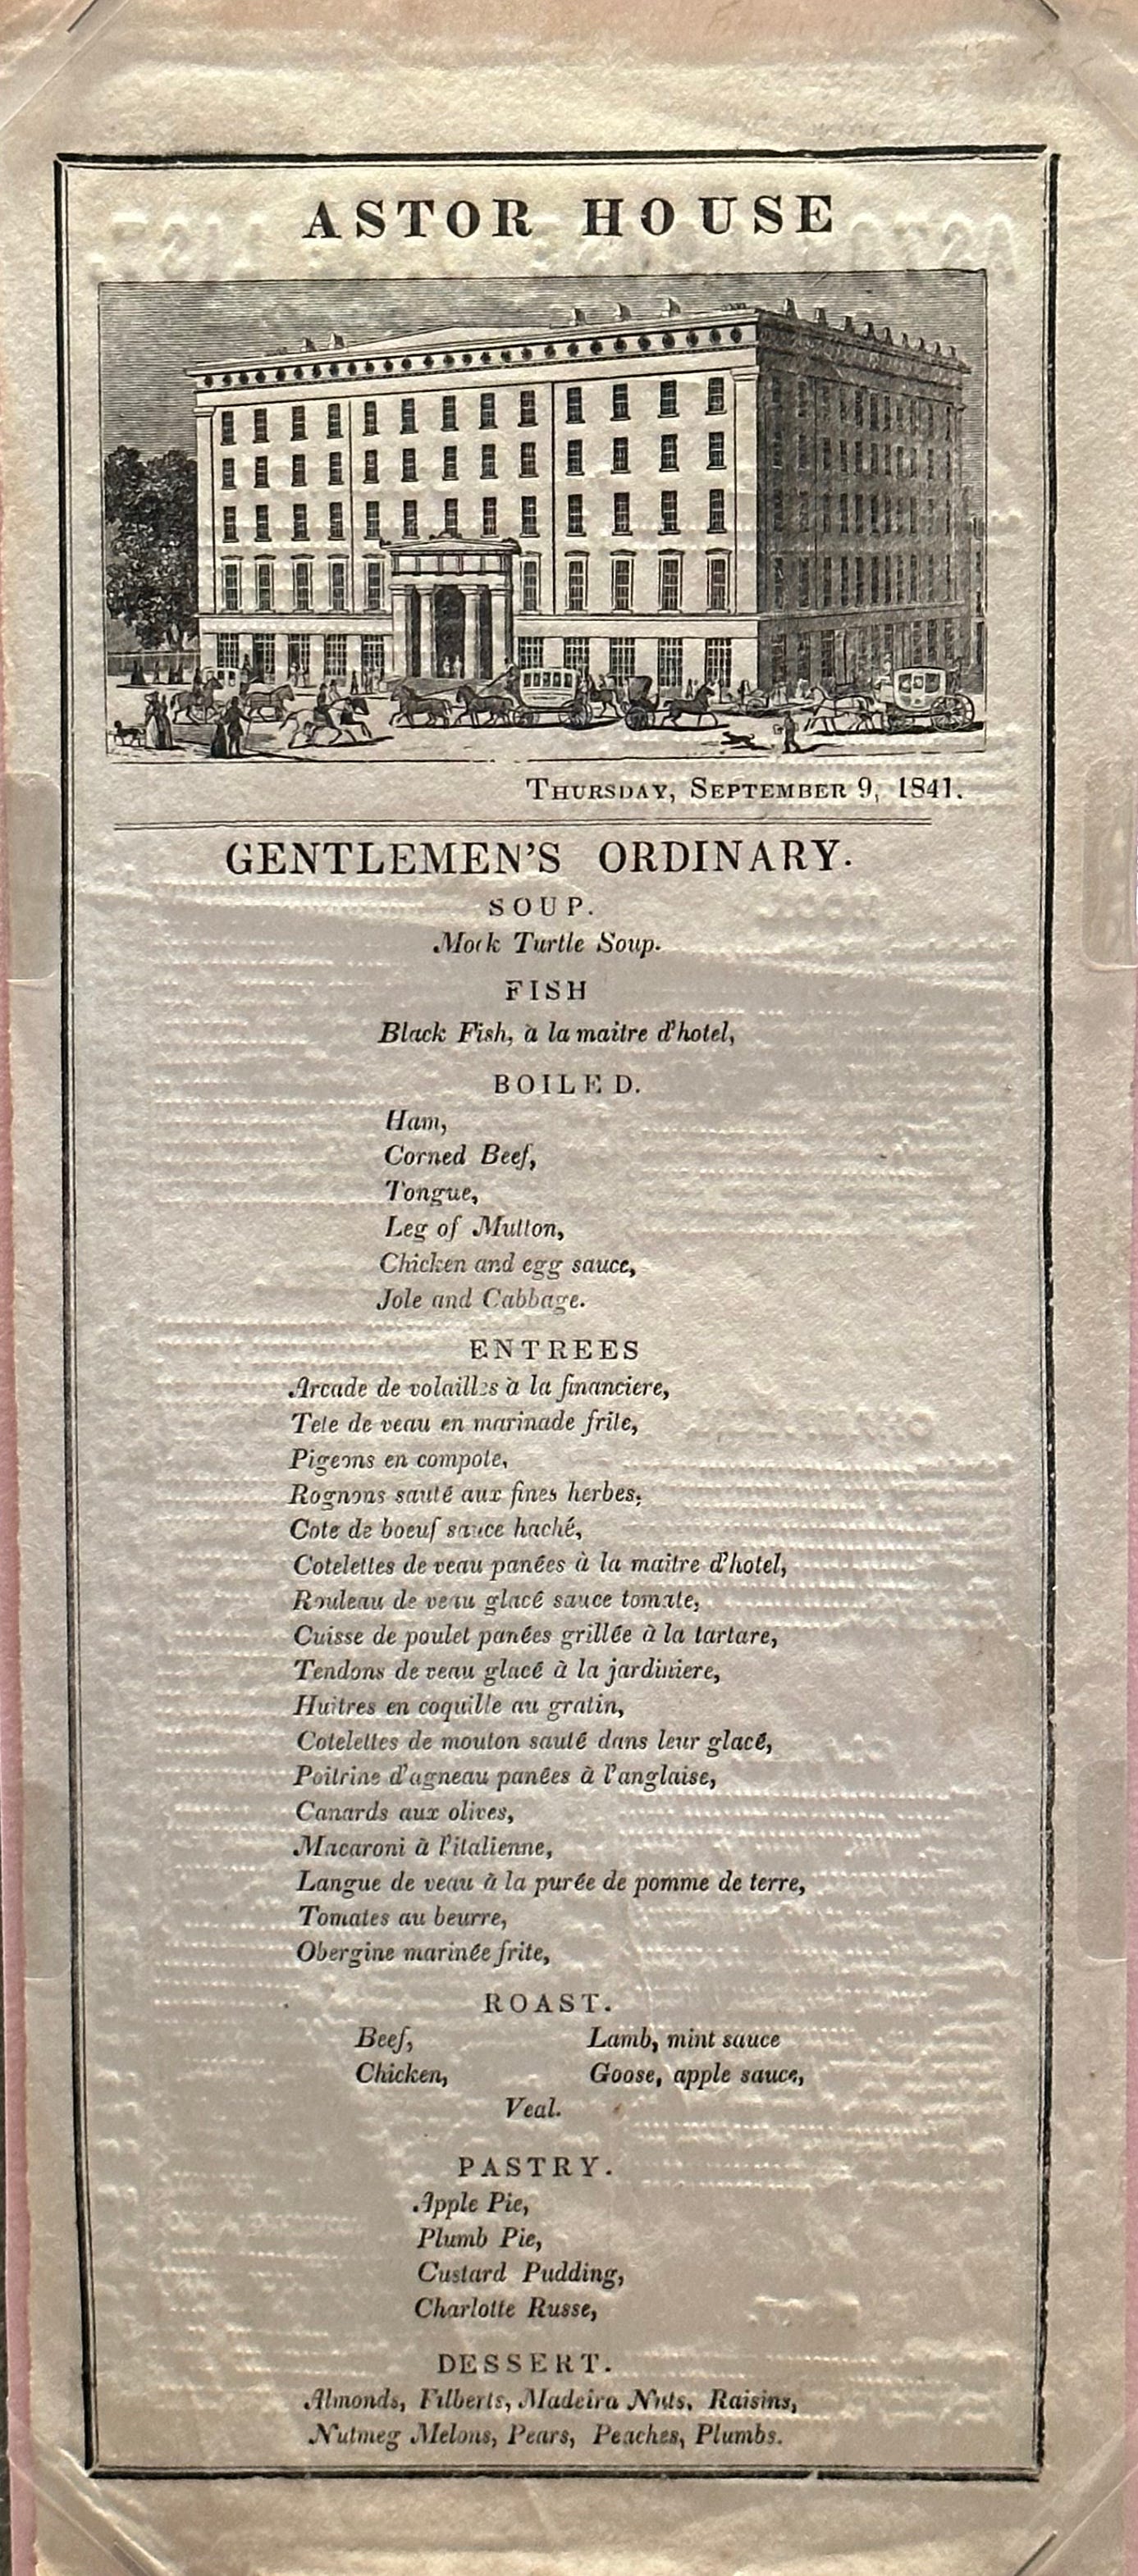 ASTOR HOUSE
THURSDAY, SEPTEMBER 9, 1841.
GENTLEMEN'S ORDINARY.
SOUP.
Mock Turtle Soup.
FISH
Black Fish, à la maitre d'hotel,
BOILED.
Ham,
Corned Beef,
Tongue,
Leg of Mutton,
Chicken and egg sauce,
Jole and Cabbage.
ENTREES
Arcade de volailles à la financiere,
Tete de veau en marinade frite,
Pigeons en compote,
Rognons sauté aux fines herbes,
Cote de boeuf sauce haché,
Cotelettes de veau panées à la maitre d'hotel,
Rouleau de veau glacé sauce tomate,
Cuisse de poulet panées grillée à la tartare,
Tendons de veau glacé à la jardiniere,
Huitres en coquille au gratin,
Cotelettes de mouton sauté dans leur glacé,
Poitrine d'agneau panées à l'anglaise,
Canards aux olives,
Macaroni à l'italienne,
Langue de veau à la purée de pomme de terre,
Tomates au beurre,
Obergine marinée frite,
ROAST.
Beef, Lamb, mint sauce
Chicken, Goose, apple sauce,
Veal.
PASTRY.
Apple Pie,
Plumb Pie,
Custard Pudding,
Charlotte Russe,
DESSERT.
Almonds, Filberts, Madeira Nuts, Raisins,
Nutmeg Melons, Pears, Peaches, Plumbs.